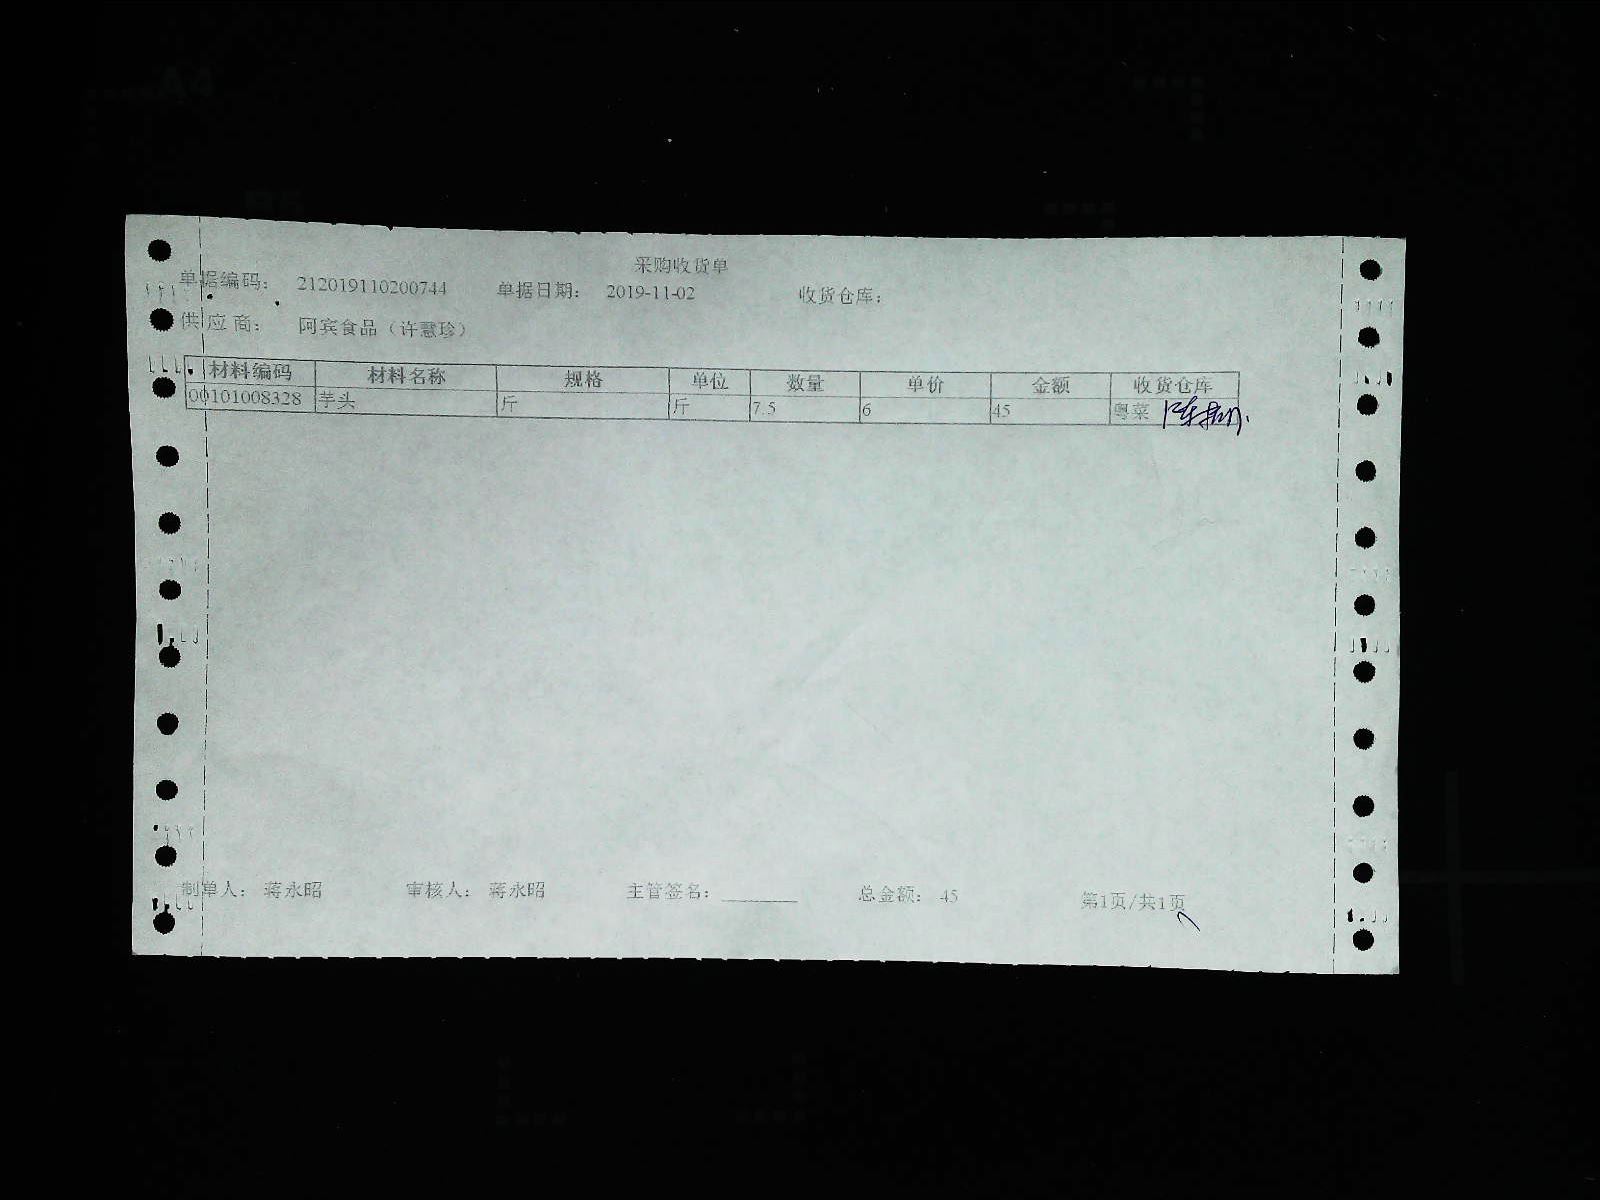 采购收货单
单据编码： 212019110200744 单据日期： 2019-11-02 收货仓库：
供应商： 阿宾食品（许慧珍）
材料编码 材料名称 规格 单位 数量 单价 金额 收货仓库
00101008328 芋头 斤 斤 7.5 6 45 粤菜
制单人： 蒋永昭 审核人： 蒋永昭 主管签名： 总金额： 45 第1页/共1页